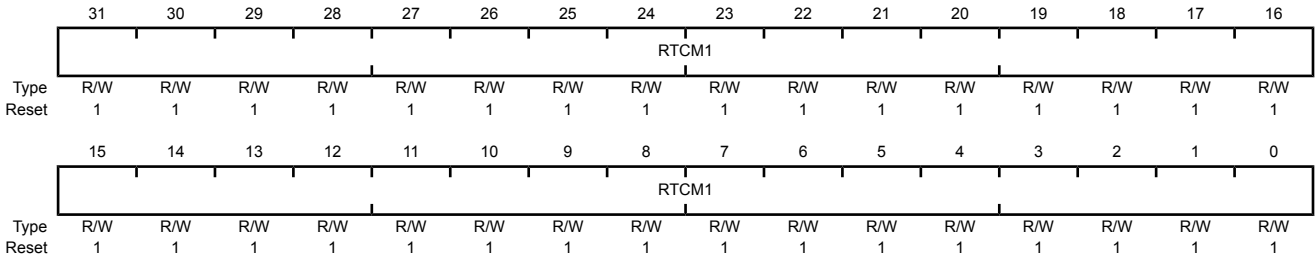 31 30 29 28 27 26 25 24 23 22 21 20 19 18 17 16
RTCM1
Type R/W R/W R/W R/W R/W R/W R/W R/W R/W R/W R/W R/W R/W R/W R/W R/W
Reset 1 1 1 1 1 1 1 1 1 1 1 1 1 1 1 1
15 14 13 12 11 10 9 8 7 6 5 4 3 2 1 0
RTCM1
Type R/W R/W R/W R/W R/W R/W R/W R/W R/W R/W R/W R/W R/W R/W R/W R/W
Reset 1 1 1 1 1 1 1 1 1 1 1 1 1 1 1 1